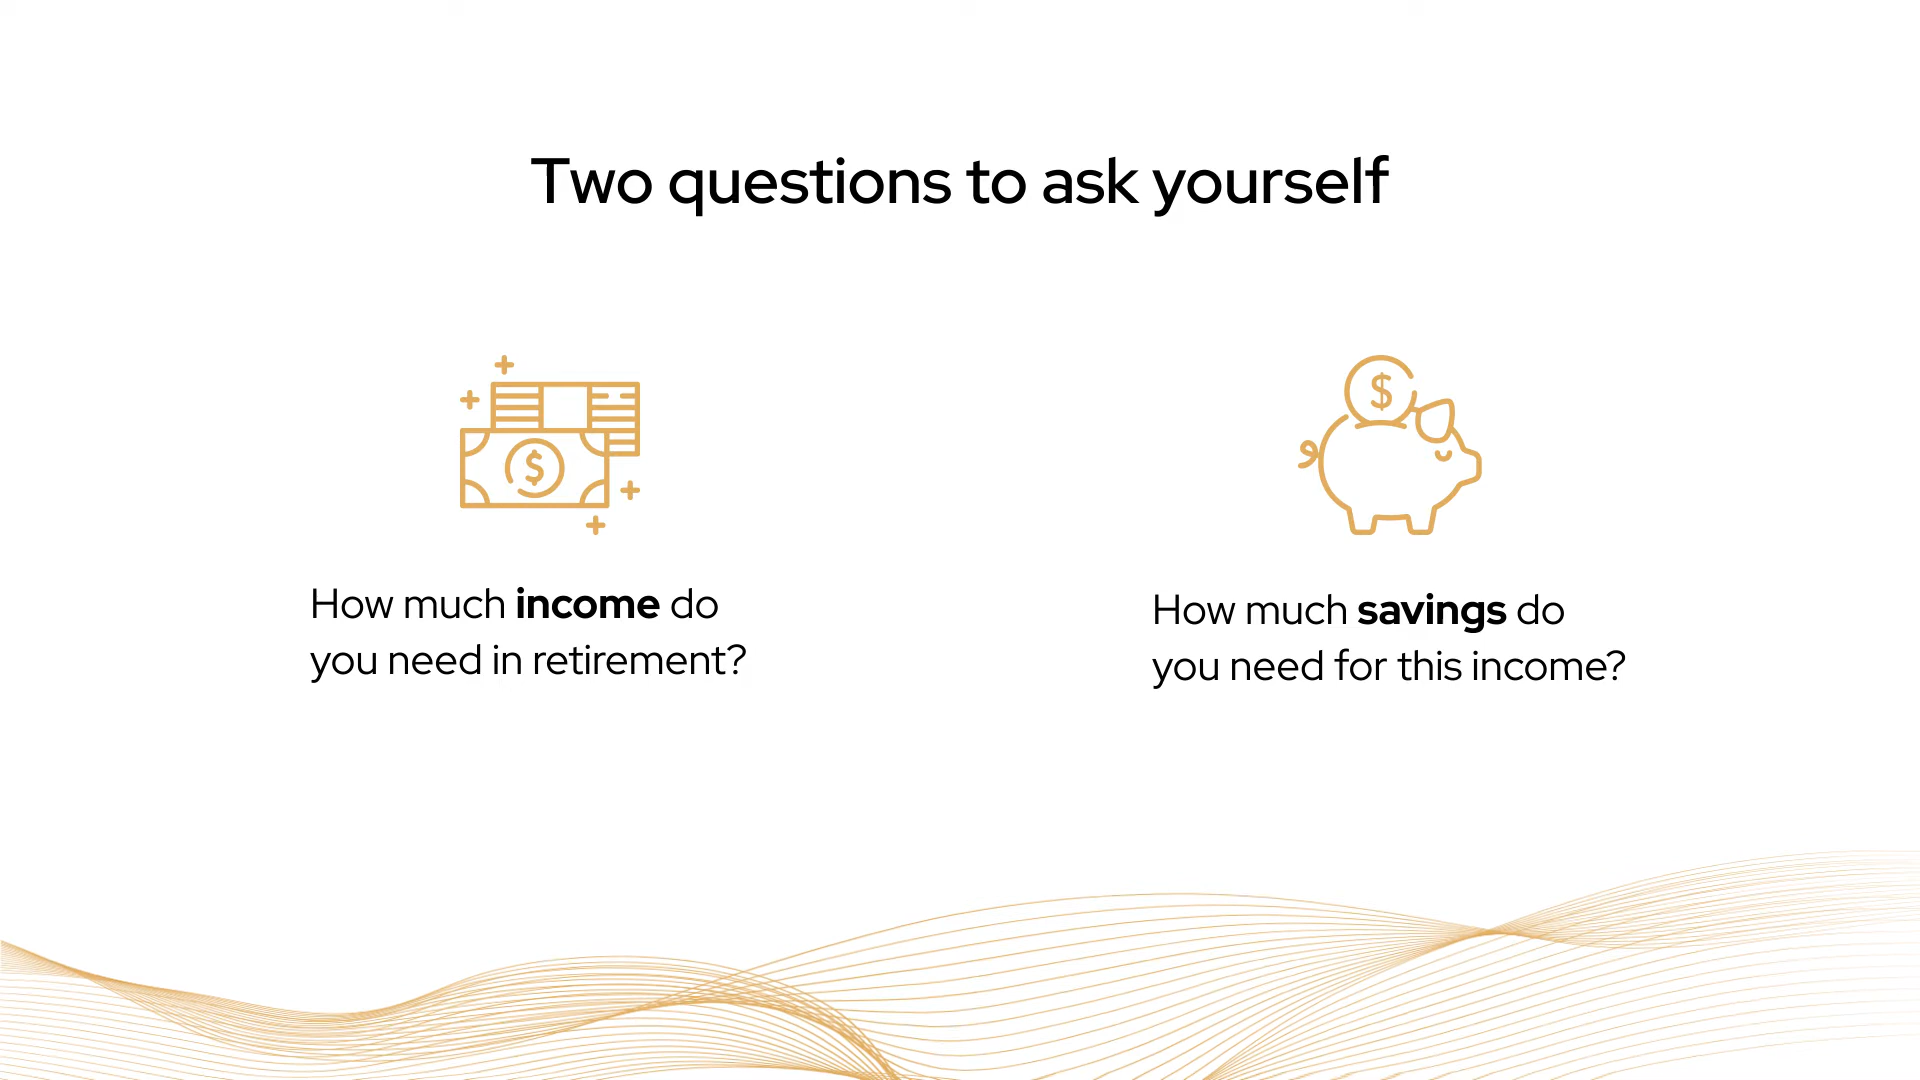 Two questions to ask yourself
$
$
How much income do
you need in retirement?
How much savings do
you need for this income?